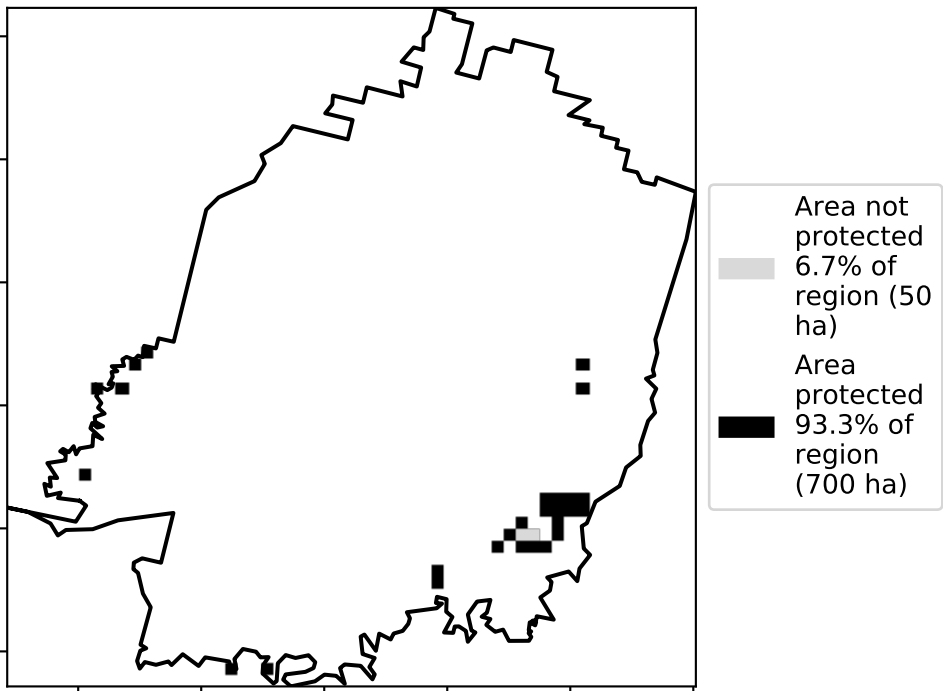 Area not
protected
6.7% of
region (50
ha)
Area
protected
93.3% of
region
(700 ha)